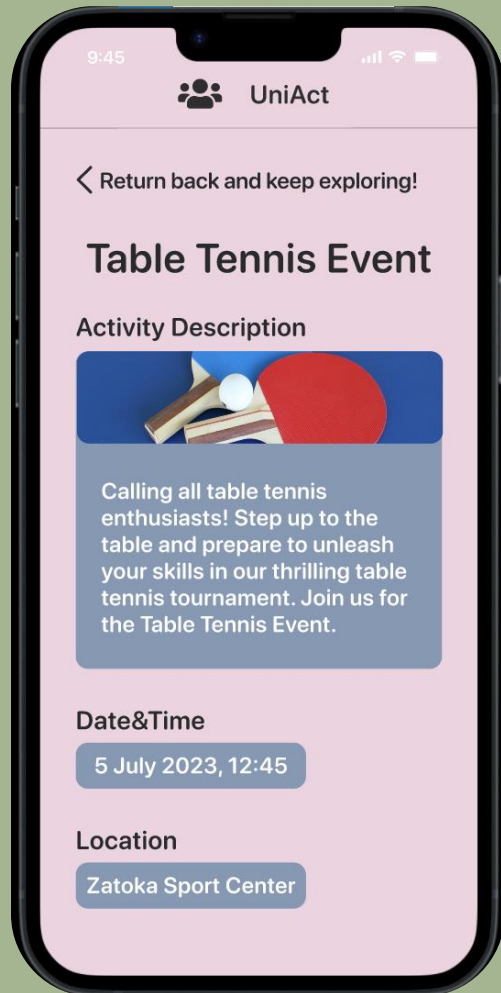 9:45
UniAct
Return back and keep exploring!
Table Tennis Event
Activity Description
Calling all table tennis
enthusiasts! Step up to the
table and prepare to unleash
your skills in our thrilling table
tennis tournament. Join us for
the Table Tennis Event.
Date&Time
5 July 2023, 12:45
Location
Zatoka Sport Center